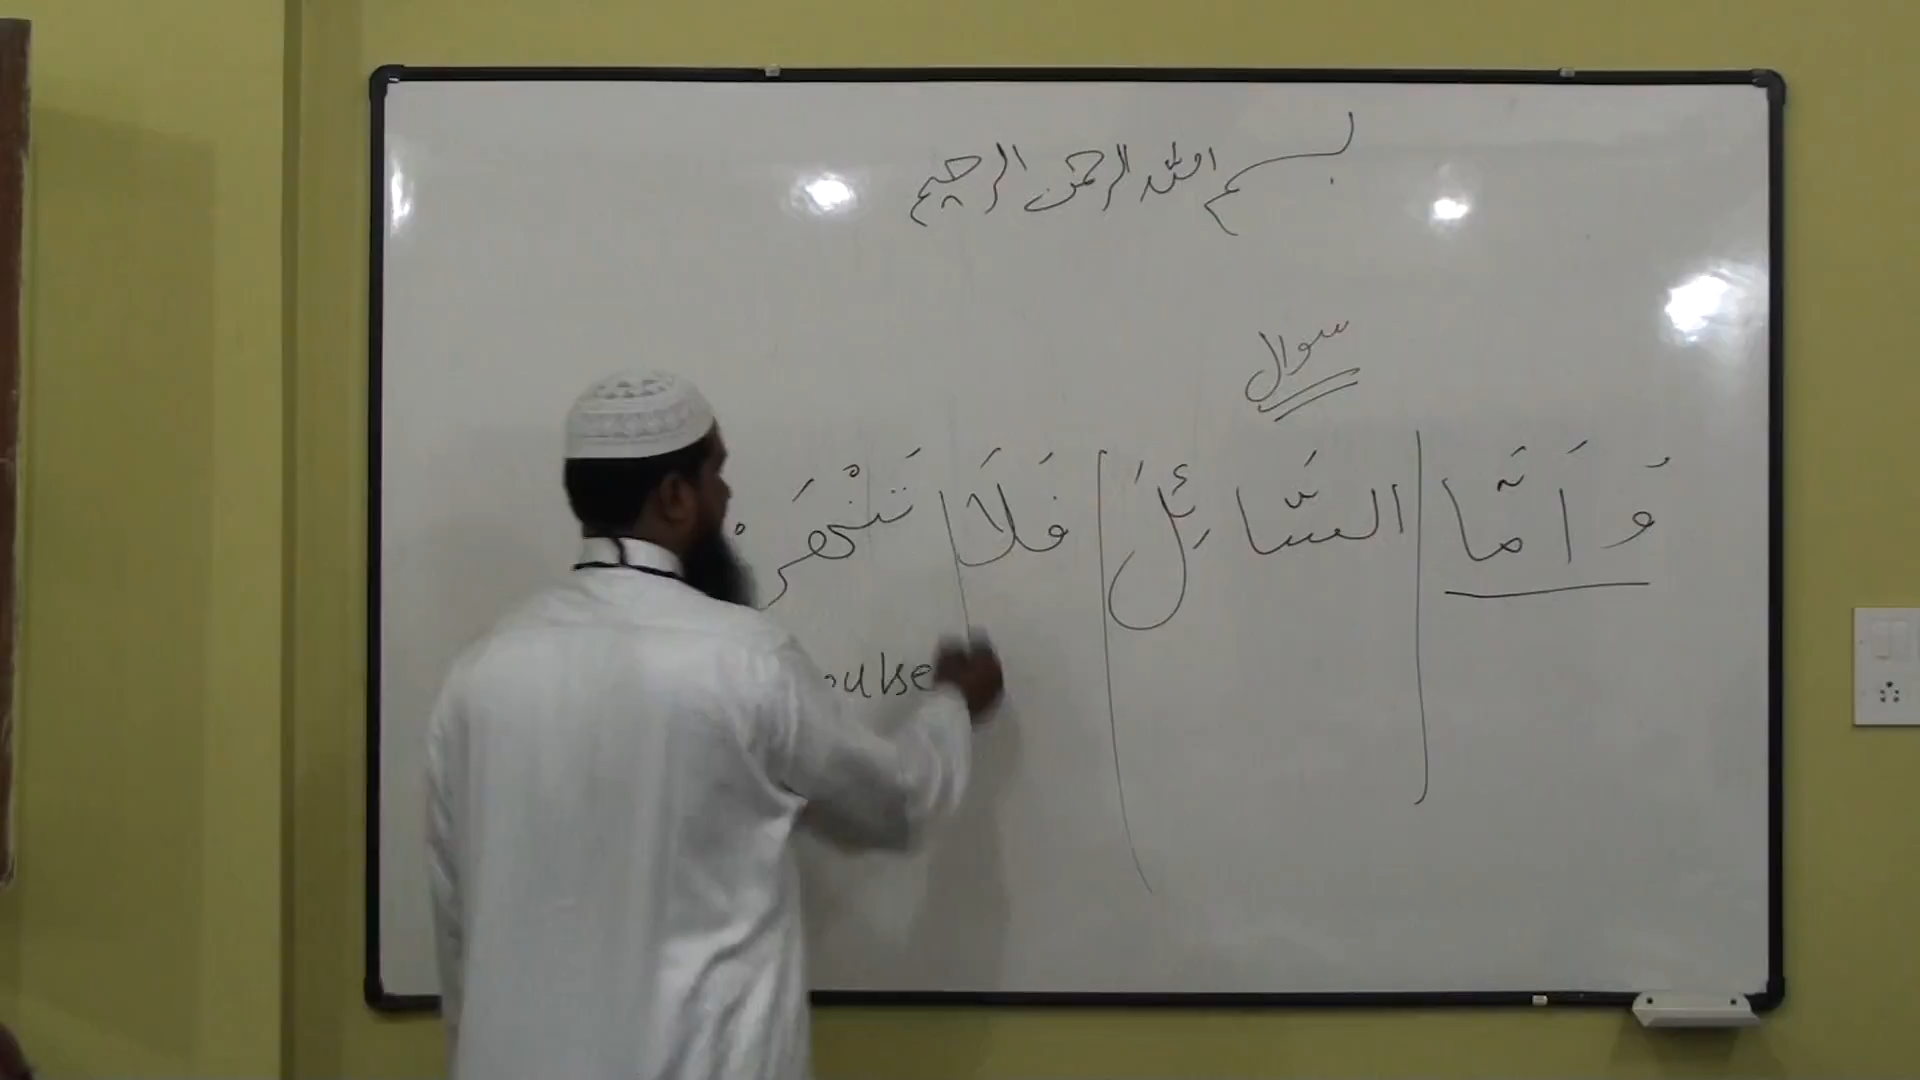 بسم الله الرحمن الرحيم
سوال
وَ اَمَّا السَّائِلَ فَلَا تَنْهَرْ